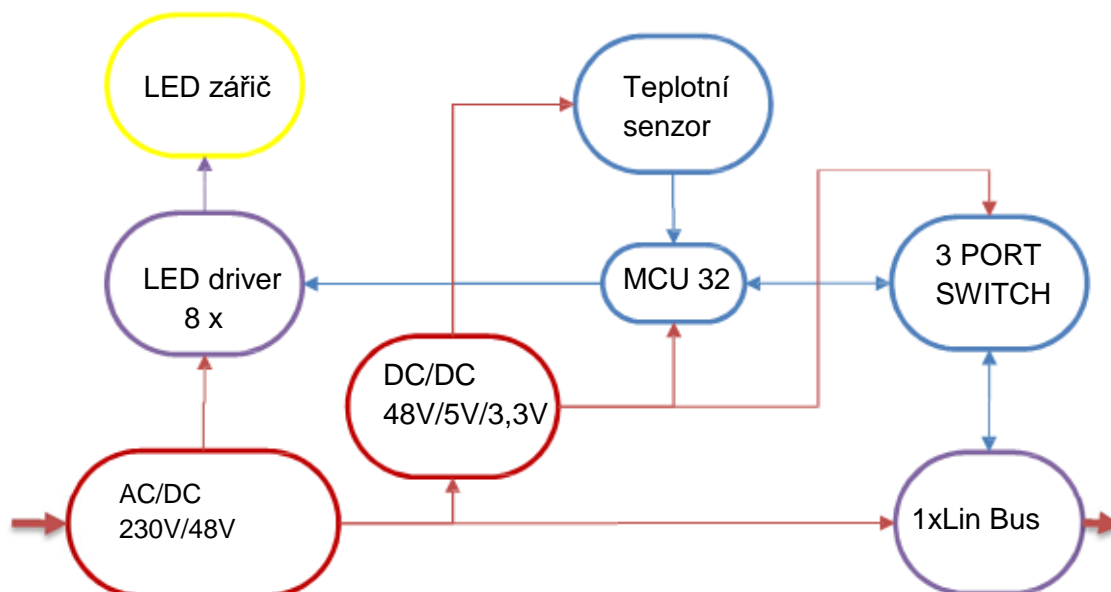 LED zářič
Teplotní
senzor
LED driver
8 x
MCU 32
3 PORT
SWITCH
DC/DC
48V/5V/3,3V
AC/DC
230V/48V
1xLin Bus